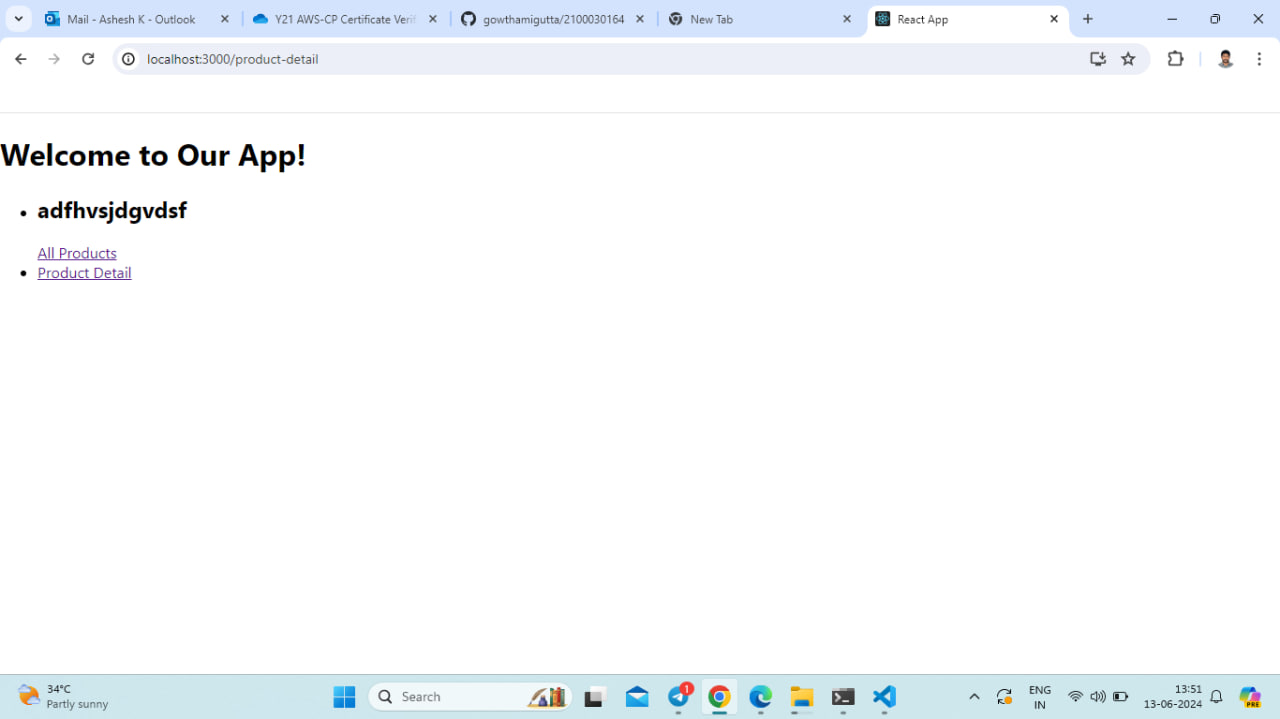 Mail - Ashesh K - Outlook
Y21 AWS-CP Certificate Verif
gowthamigutta/2100030164
New Tab
React App
localhost:3000/product-detail
Welcome to Our App!
adfhvsjdgvdsf
All Products
Product Detail
34°C
Partly sunny
Search
1
ENG
IN
13:51
13-06-2024
PRE